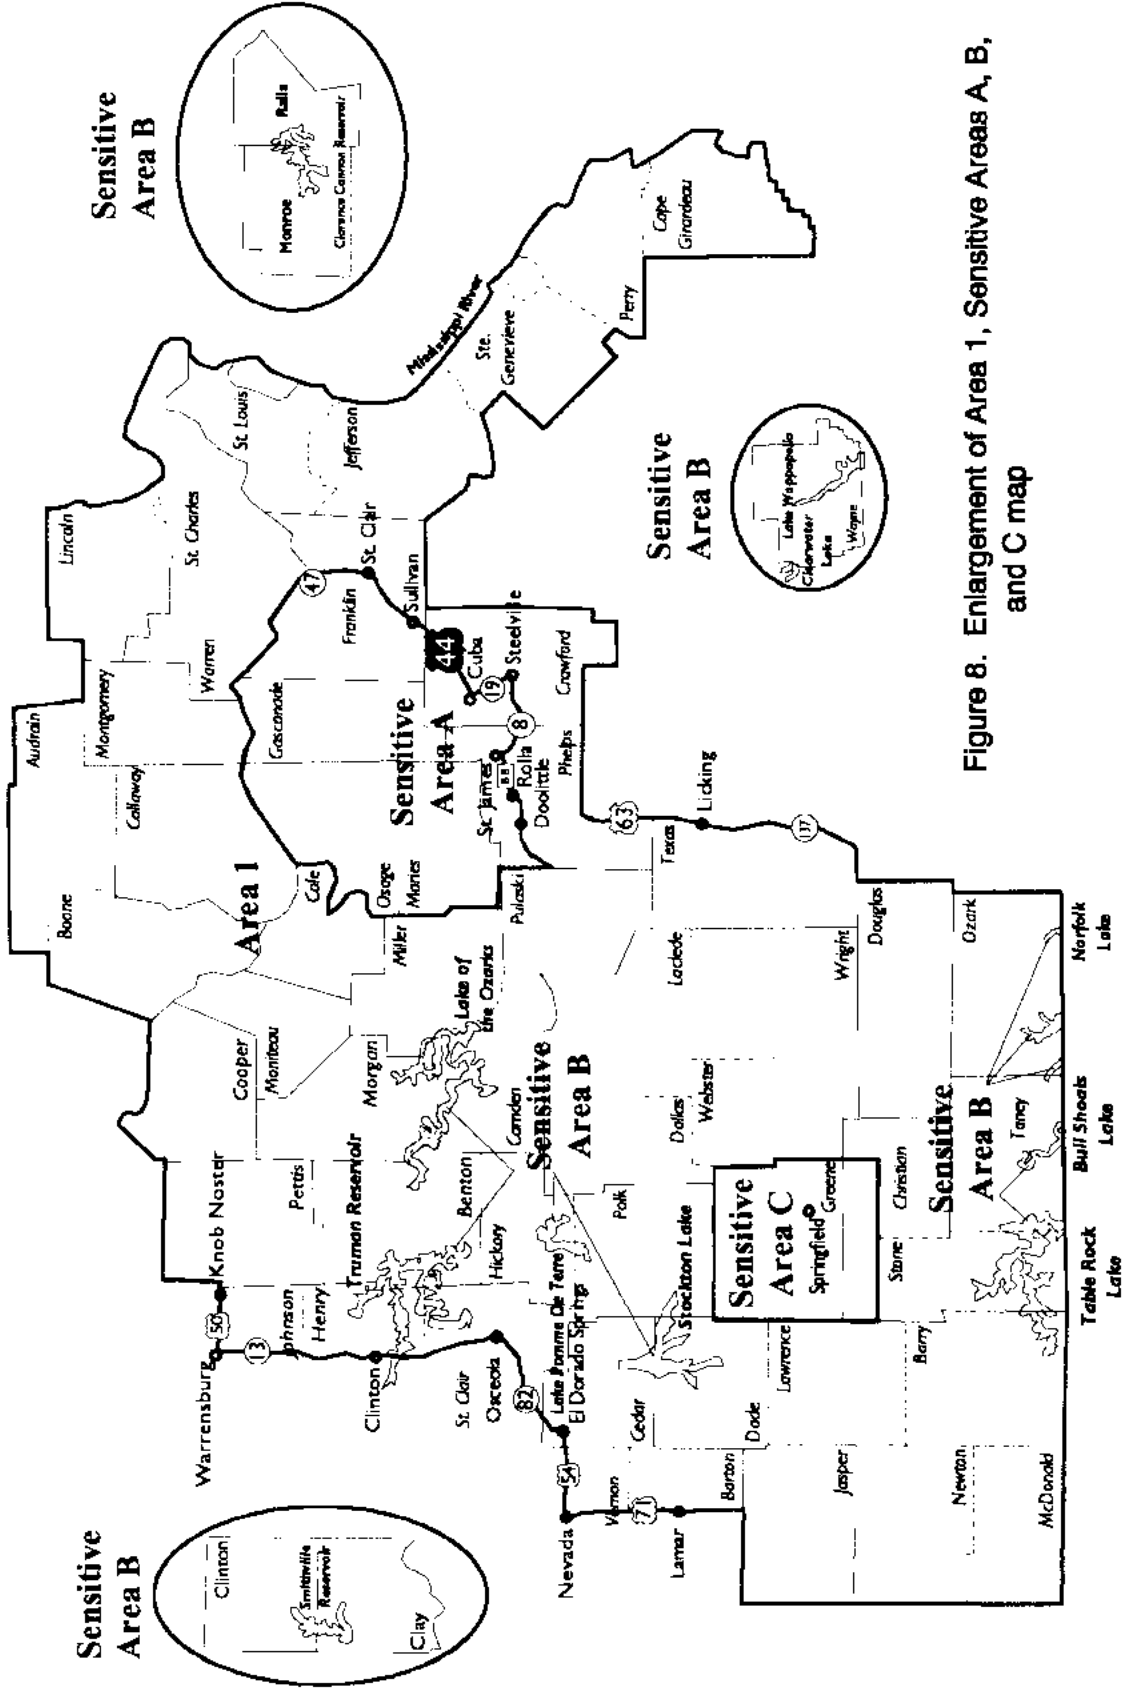 Sensitive
Area B
Clinton
Smithville
Reservoir
Clay
Sensitive
Area B
Monroe
Ralls
Clarence Cannon Reservoir
Sensitive
Area B
Clearwater
Lake
Lake Wappapello
Wayne
Warrensburg
50
Knob Noster
13
Johnson
Henry
Clinton
St. Clair
Osceola
82
Lake Pomme De Terre
El Dorado Springs
54
Nevada
Vernon
71
Lamar
Barton
Cedar
Dade
Jasper
Lawrence
Newton
McDonald
Barry
Stone
Christian
Taney
Ozark
Douglas
Wright
Texas
Laclede
Webster
Dallas
Polk
Hickory
Benton
Camden
Pettis
Morgan
Cooper
Moniteau
Miller
Pulaski
Truman Reservoir
Lake of
the Ozarks
Stockton Lake
Sensitive
Area B
Sensitive
Area C
Springfield
Greene
Sensitive
Area B
Table Rock
Lake
Bull Shoals
Lake
Norfolk
Lake
Area 1
Boone
Audrain
Callaway
Montgomery
Lincoln
Warren
St. Charles
St. Louis
Jefferson
Cole
Osage
Maries
Gasconade
Franklin
47
St. Clair
Sullivan
44
Cuba
19
Steelville
8
St. James
BB
Rolla
Doolittle
Phelps
Crawford
Sensitive
Area A
63
Licking
137
Mississippi River
Ste.
Genevieve
Perry
Cape
Girardeau
Figure 8. Enlargement of Area 1, Sensitive Areas A, B,
and C map